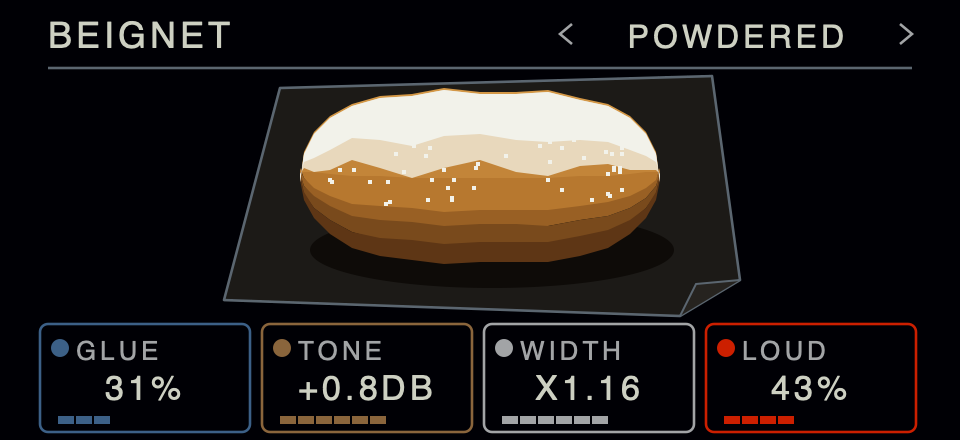 BEIGNET < POWDERED >
GLUE TONE WIDTH LOUD
31% +0.8DB X1.16 43%